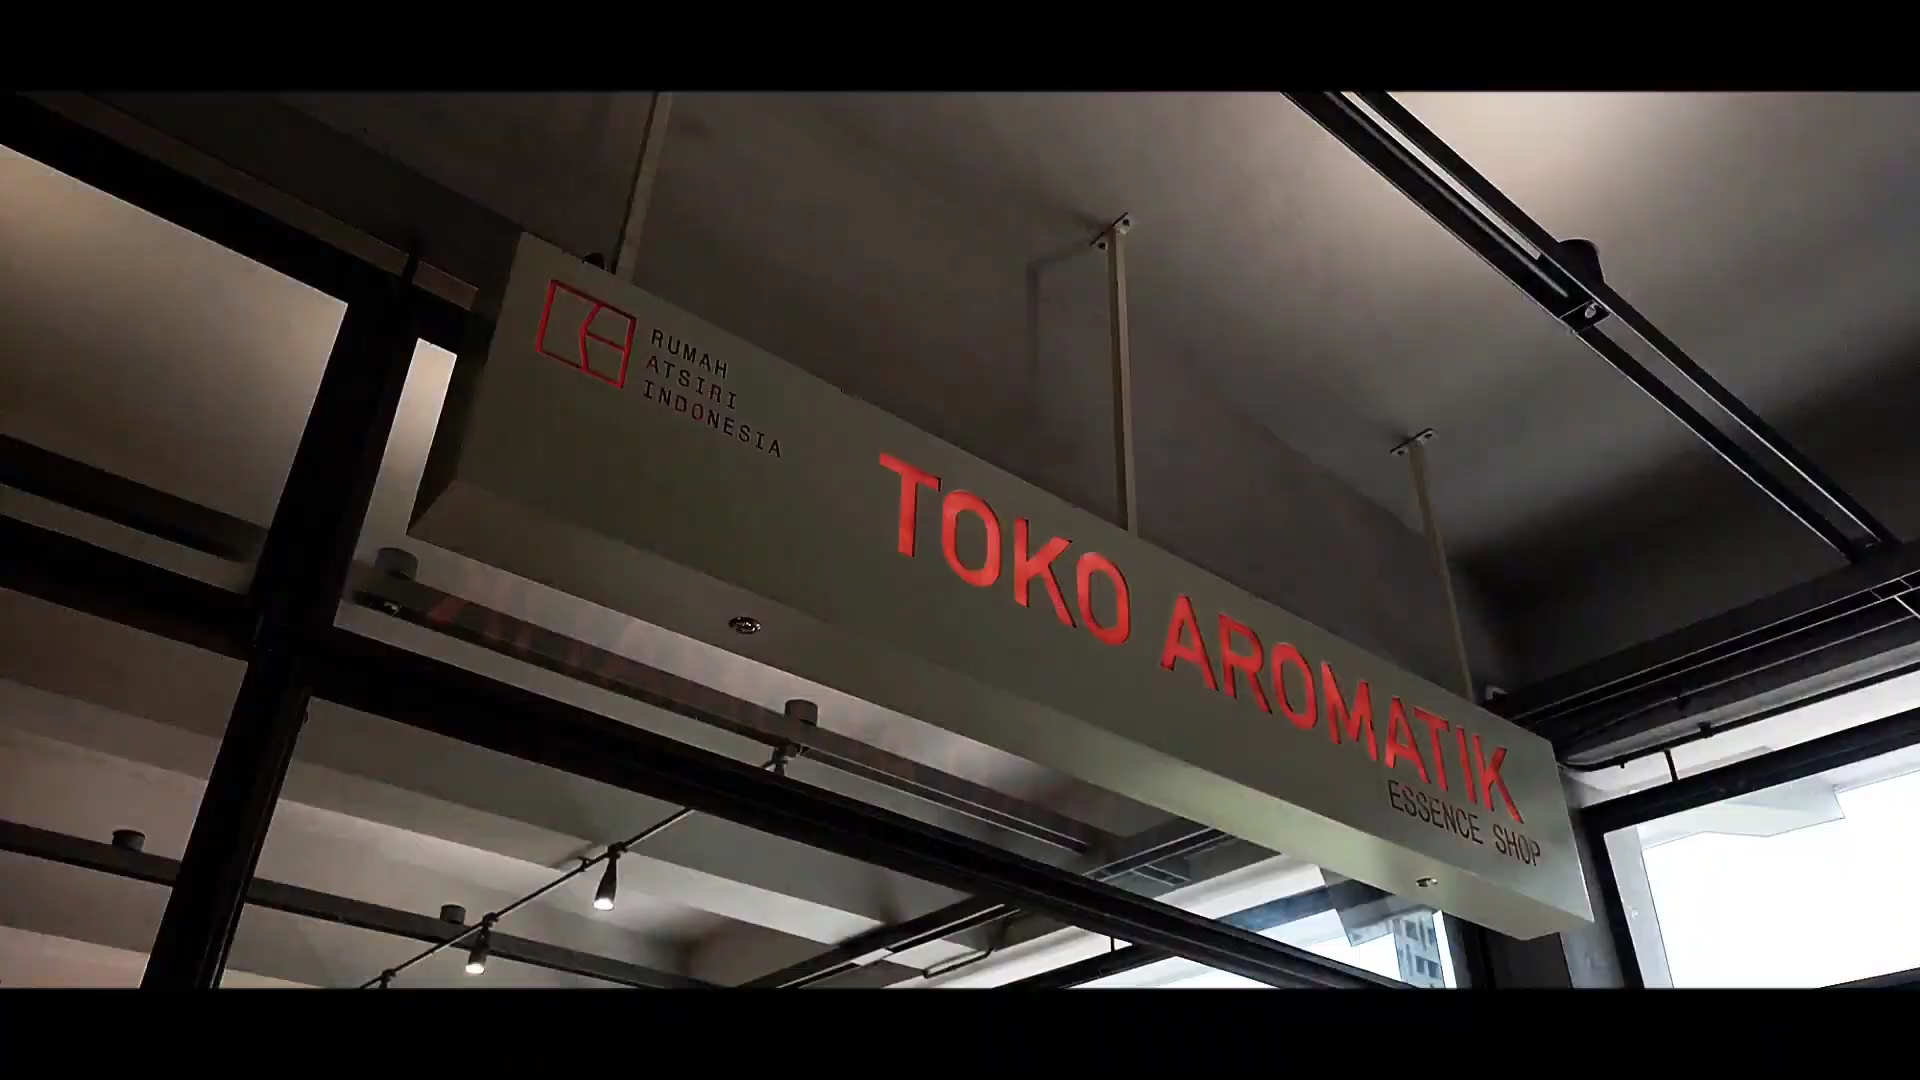 RUMAH
ATSIRI
INDONESIA
TOKO AROMATIK
ESSENCE SHOP